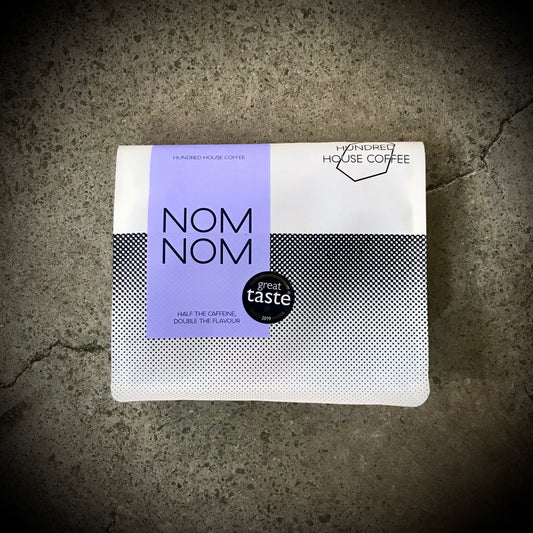 HUNDRED HOUSE COFFEE
HUNDRED
HOUSE COFFEE
NOM
NOM
great
taste
2019
HALF THE CAFFEINE,
DOUBLE THE FLAVOUR